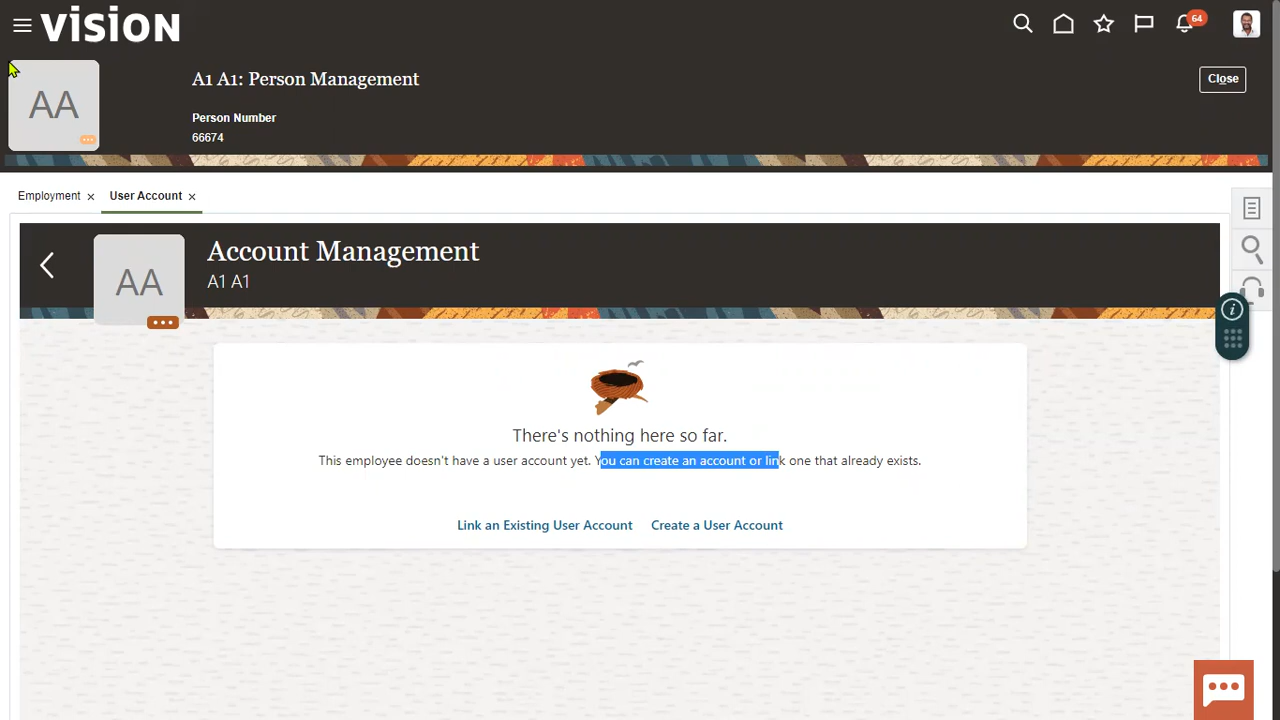 VISION
64
AA
A1 A1: Person Management
Close
Person Number
66674
Employment
User Account
AA
Account Management
A1 A1
There's nothing here so far.
This employee doesn't have a user account yet. You can create an account or link one that already exists.
Link an Existing User Account
Create a User Account